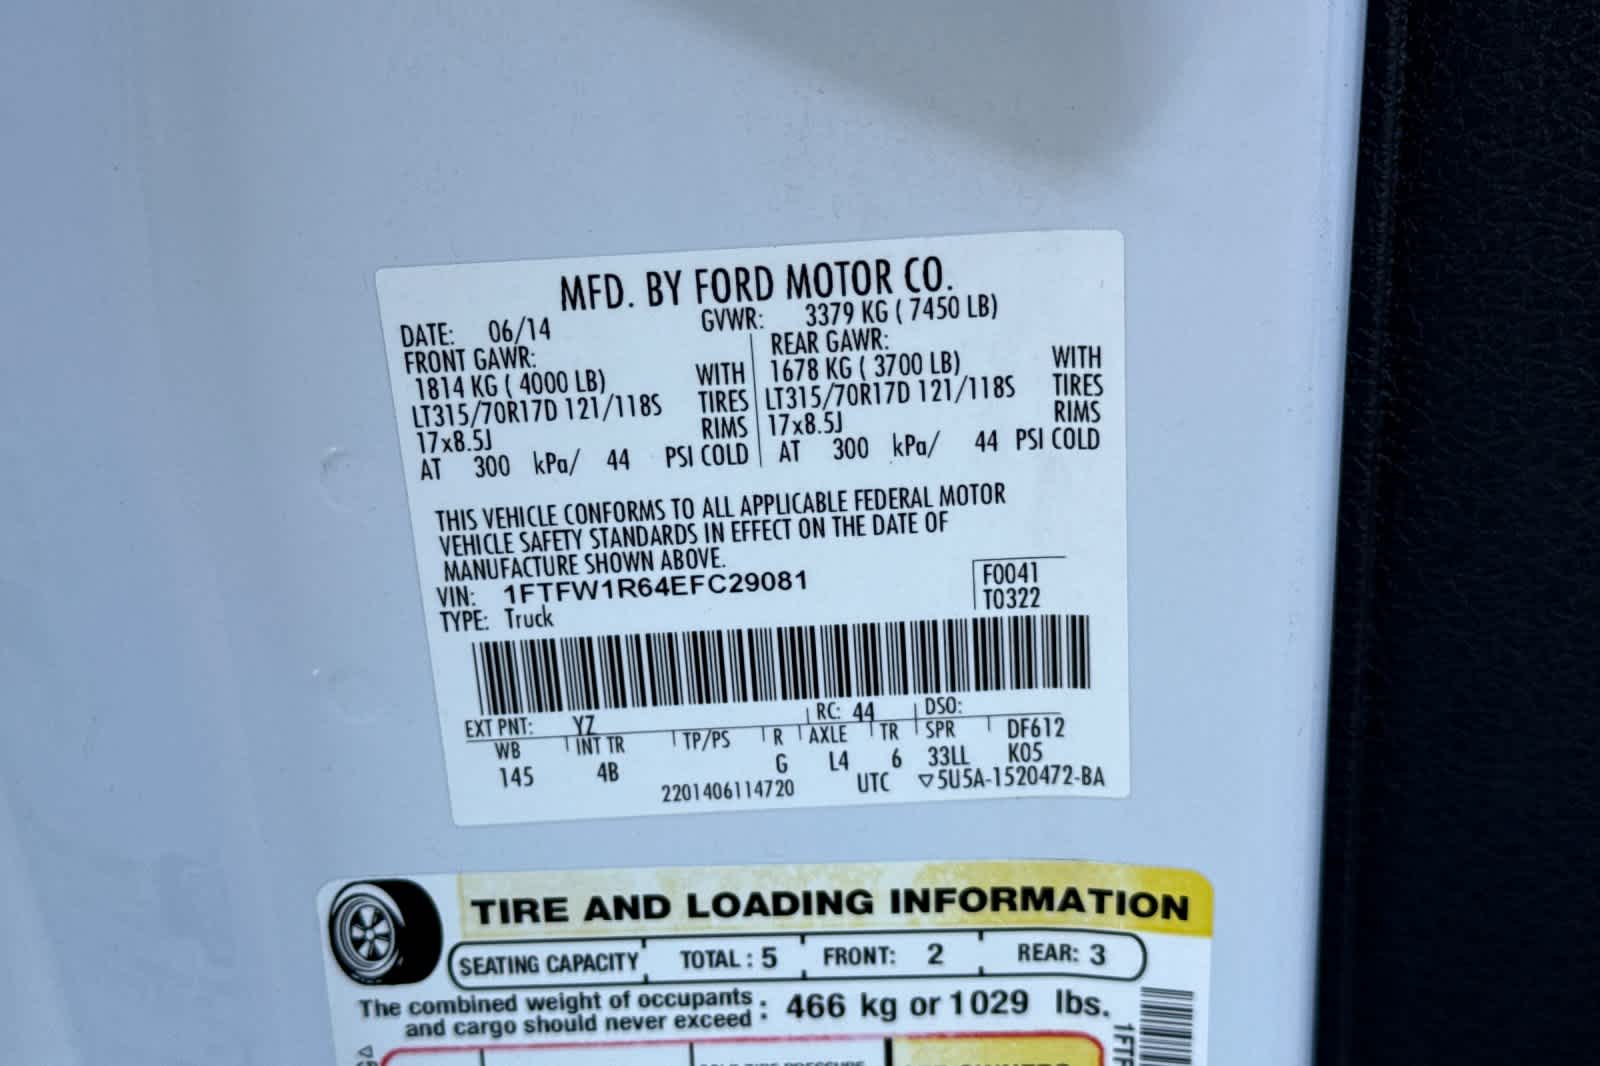 MFD. BY FORD MOTOR CO.
DATE: 06/14 GVWR: 3379 KG ( 7450 LB)
FRONT GAWR: REAR GAWR:
1814 KG ( 4000 LB) WITH 1678 KG ( 3700 LB) WITH
LT315/70R17D 121/118S TIRES LT315/70R17D 121/118S TIRES
17x8.5J RIMS 17x8.5J RIMS
AT 300 kPa/ 44 PSI COLD AT 300 kPa/ 44 PSI COLD
THIS VEHICLE CONFORMS TO ALL APPLICABLE FEDERAL MOTOR
VEHICLE SAFETY STANDARDS IN EFFECT ON THE DATE OF
MANUFACTURE SHOWN ABOVE.
VIN: 1FTFW1R64EFC29081 F0041
TYPE: Truck T0322
EXT PNT: YZ RC: 44 DSO:
WB INT TR TP/PS R AXLE TR SPR DF612
145 4B G L4 6 33LL K05
2201406114720 UTC ▽5U5A-1520472-BA
TIRE AND LOADING INFORMATION
SEATING CAPACITY TOTAL : 5 FRONT: 2 REAR: 3
The combined weight of occupants
and cargo should never exceed : 466 kg or 1029 lbs.
1FTF